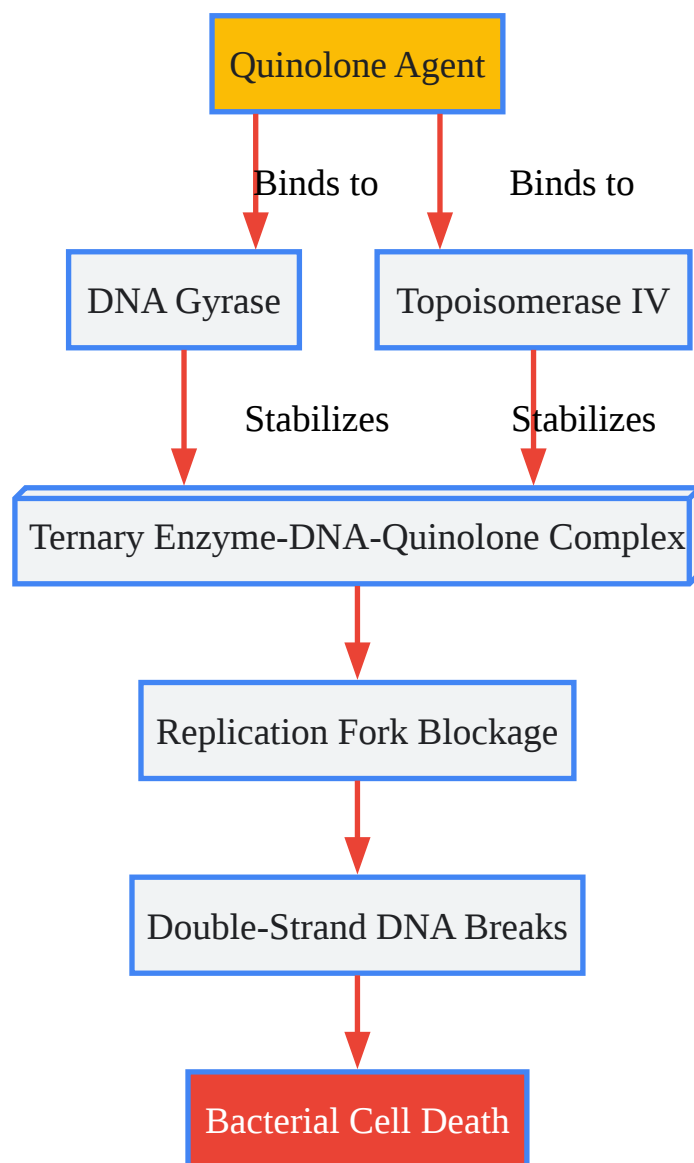 Quinolone Agent
Binds to
Binds to
DNA Gyrase
Topoisomerase IV
Stabilizes
Stabilizes
Ternary Enzyme-DNA-Quinolone Complex
Replication Fork Blockage
Double-Strand DNA Breaks
Bacterial Cell Death